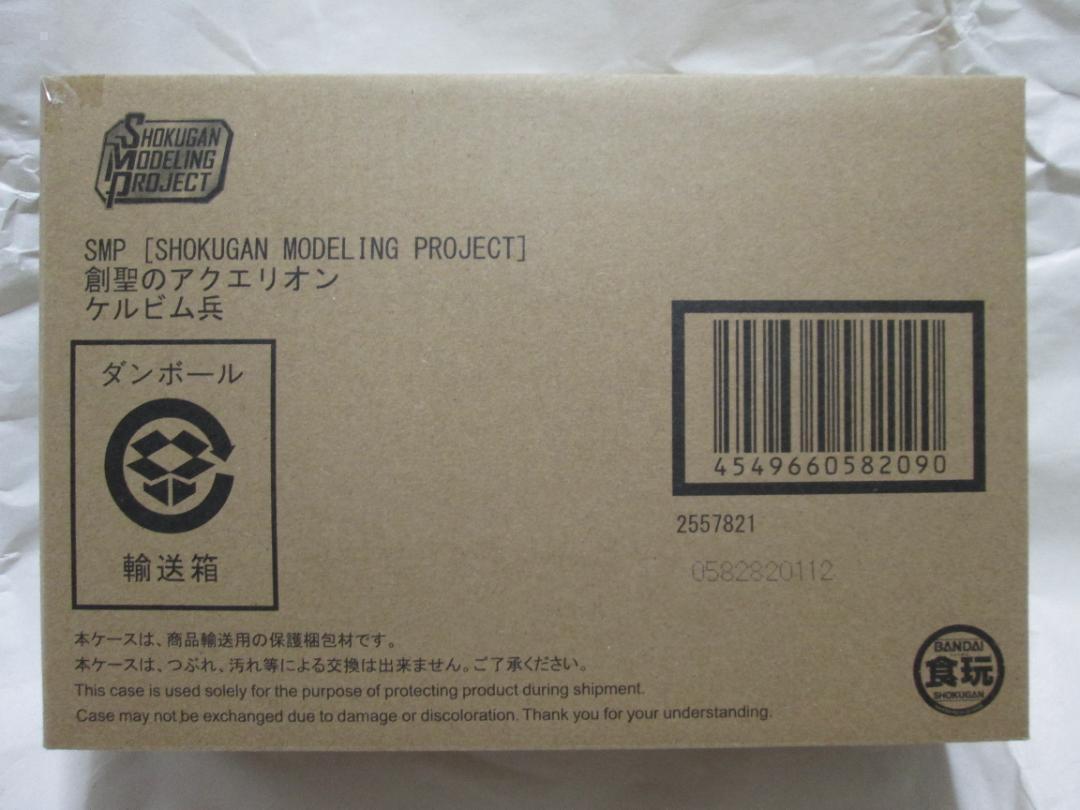 SHOKUGAN
MODELING
PROJECT
SMP [SHOKUGAN MODELING PROJECT]
創聖のアクエリオン
ケルビム兵
ダンボール
輸送箱
4549660582090
2557821
0582820112
本ケースは、商品輸送用の保護梱包材です。
本ケースは、つぶれ、汚れ等による交換は出来ません。ご了承ください。
This case is used solely for the purpose of protecting product during shipment.
Case may not be exchanged due to damage or discoloration. Thank you for your understanding.
BANDAI
食玩
SHOKUGAN